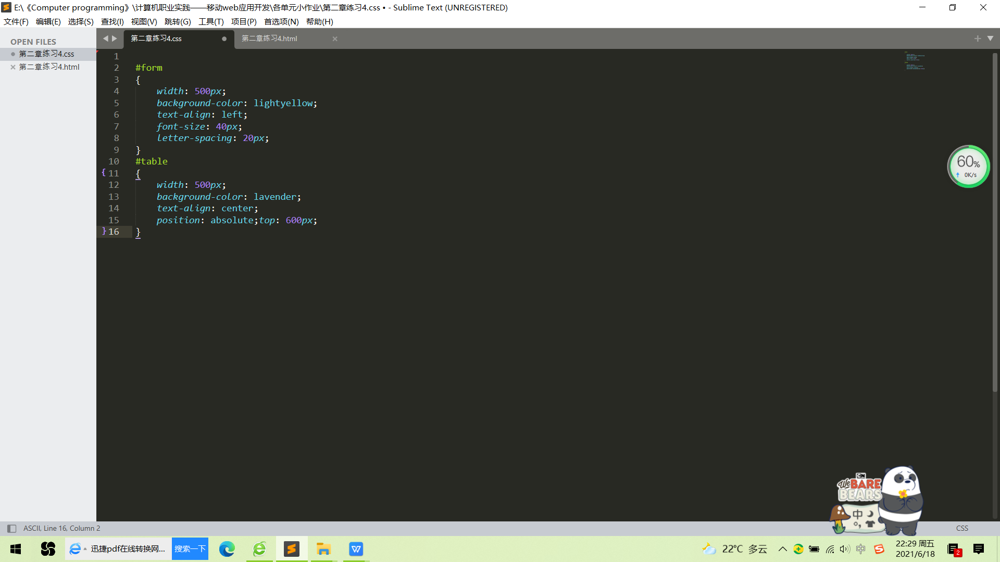 E:\《Computer programming》\计算机职业实践——移动web应用开发\各单元小作业\第二章练习4.css • - Sublime Text (UNREGISTERED)
文件(F) 编辑(E) 选择(S) 查找(I) 视图(V) 跳转(G) 工具(T) 项目(P) 首选项(N) 帮助(H)
OPEN FILES
第二章练习4.css
第二章练习4.html
第二章练习4.css
第二章练习4.html
1
2 #form
3 {
4 width: 500px;
5 background-color: lightyellow;
6 text-align: left;
7 font-size: 40px;
8 letter-spacing: 20px;
9 }
10 #table
{ 11 {
12 width: 500px;
13 background-color: lavender;
14 text-align: center;
15 position: absolute;top: 600px;
} 16 }
60%
0K/s
CN
We BARE BEARS
中
ASCII, Line 16, Column 2
CSS
迅捷pdf在线转换网...
搜索一下
22°C 多云
中
22:29 周五
2021/6/18
2